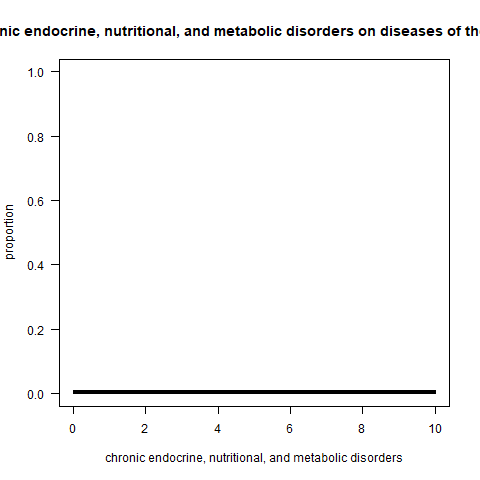 nic endocrine, nutritional, and metabolic disorders on diseases of th
1.0
0.8
0.6
0.4
0.2
0.0
proportion
0 2 4 6 8 10
chronic endocrine, nutritional, and metabolic disorders